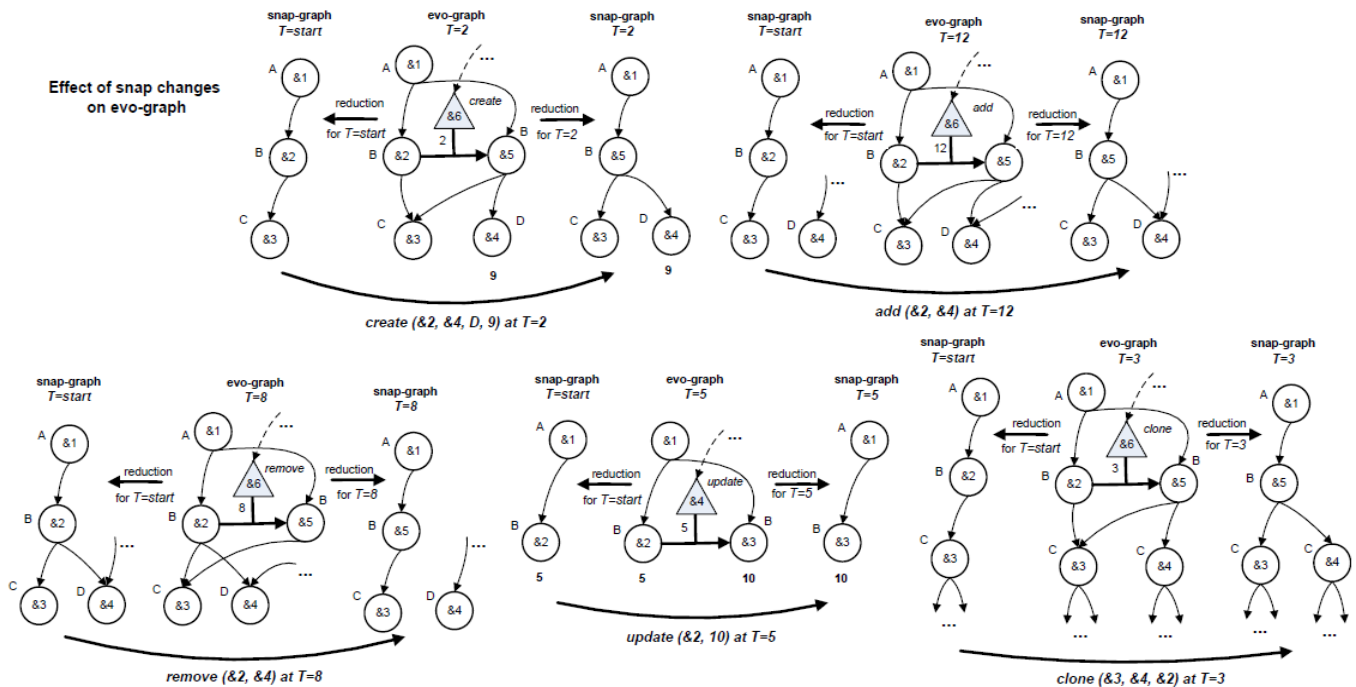 Effect of snap changes
on evo-graph
snap-graph
T=start
evo-graph
T=2
snap-graph
T=2
A
&1
B
&2
C
&3
reduction
for T=start
A
&1
...
&6
create
2
B
&2
B
&5
C
&3
&4
D
9
reduction
for T=2
A
&1
B
&5
C
&3
D
&4
9
create (&2, &4, D, 9) at T=2
snap-graph
T=start
evo-graph
T=12
snap-graph
T=12
A
&1
B
&2
C
&3
...
D
&4
reduction
for T=start
A
&1
...
&6
add
12
B
&2
B
&5
C
&3
D
&4
...
reduction
for T=12
A
&1
B
&5
...
C
&3
D
&4
add (&2, &4) at T=12
snap-graph
T=start
evo-graph
T=8
snap-graph
T=8
A
&1
B
&2
...
C
&3
D
&4
reduction
for T=start
A
&1
...
&6
remove
8
B
&2
B
&5
...
C
&3
D
&4
reduction
for T=8
A
&1
B
&5
...
C
&3
D
&4
remove (&2, &4) at T=8
snap-graph
T=start
evo-graph
T=5
snap-graph
T=5
A
&1
B
&2
5
reduction
for T=start
A
&1
...
&4
update
5
B
&2
B
&3
5
10
reduction
for T=5
A
&1
B
&3
10
update (&2, 10) at T=5
snap-graph
T=start
evo-graph
T=3
snap-graph
T=3
A
&1
B
&2
C
&3
...
reduction
for T=start
A
&1
...
&6
clone
3
B
&2
B
&5
C
&3
C
&4
...
...
reduction
for T=3
A
&1
B
&5
C
&3
C
&4
...
...
clone (&3, &4, &2) at T=3